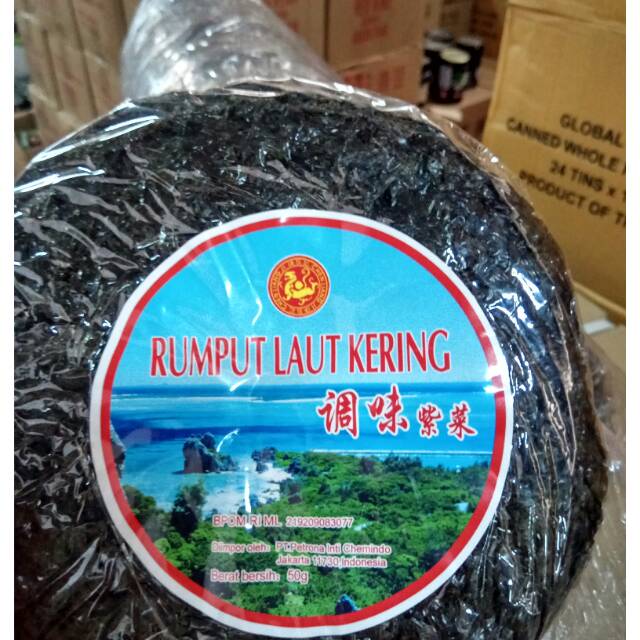 RUMPUT LAUT KERING
调味紫菜
BPOM RI ML 219209083077
Diimpor oleh: PT.Petrona Inti Chemindo
Jakarta 11730, Indonesia
Berat bersih: 50g
GLOBAL
CANNED WHOLE
24 TINS x
PRODUCT OF